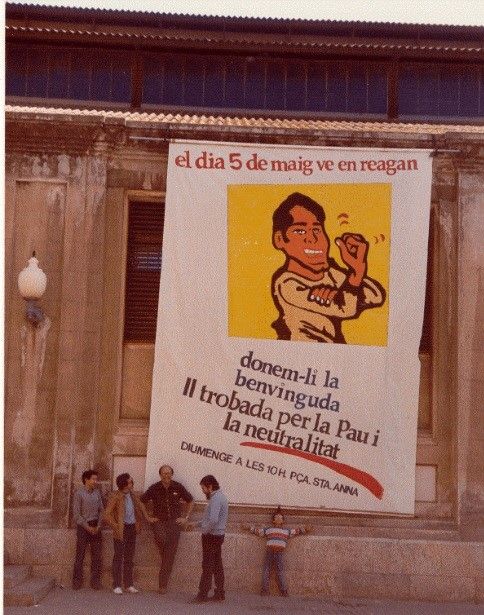 el dia 5 de maig ve en reagan
donem-li la
benvinguda
II trobada per la Pau i
la neutralitat
DIUMENGE A LES 10H. PÇA. STA. ANNA